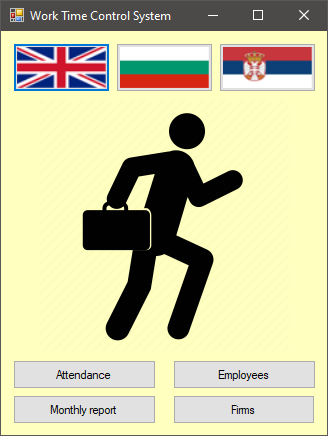 Work Time Control System
Attendance
Employees
Monthly report
Firms